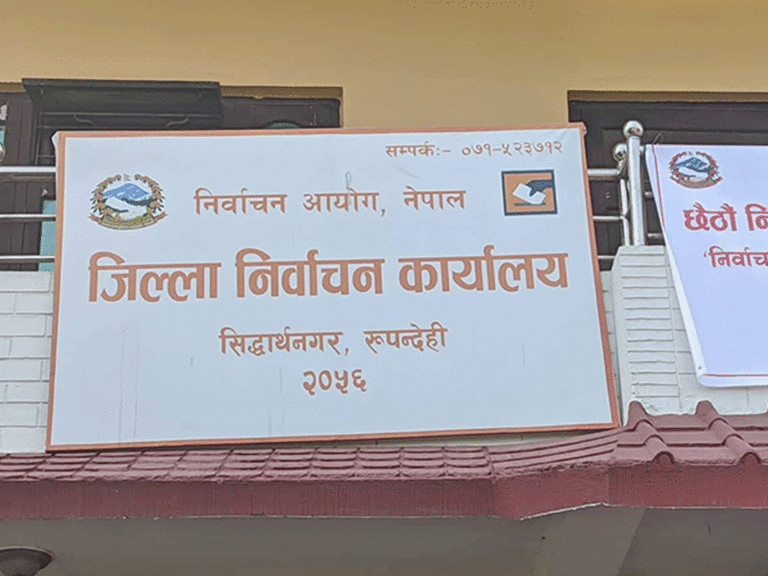 सम्पर्क:- ०७१-५२३७१२
निर्वाचन आयोग, नेपाल
जिल्ला निर्वाचन कार्यालय
सिद्धार्थनगर, रूपन्देही
२०५६
छैठौं नि
'निर्वाच